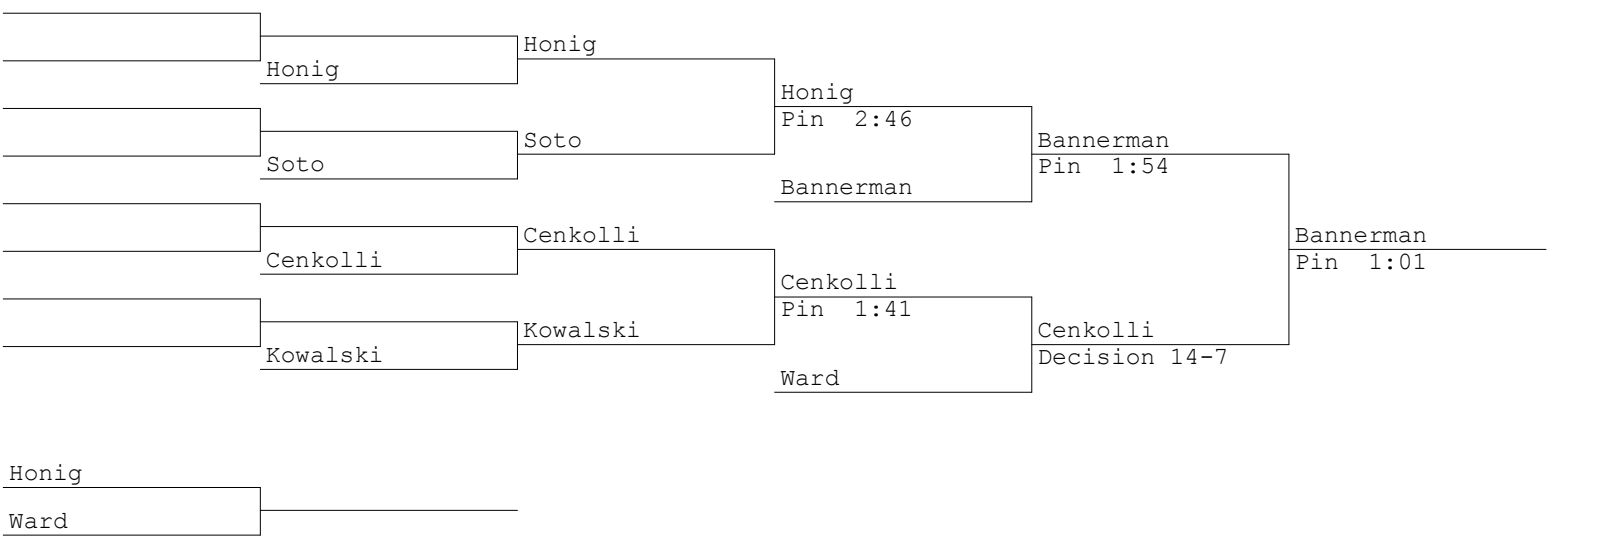 Honig
Honig
Honig
Pin 2:46
Soto
Bannerman
Soto
Pin 1:54
Bannerman
Cenkolli
Bannerman
Cenkolli
Pin 1:01
Cenkolli
Pin 1:41
Kowalski
Cenkolli
Kowalski
Decision 14-7
Ward
Honig
Ward